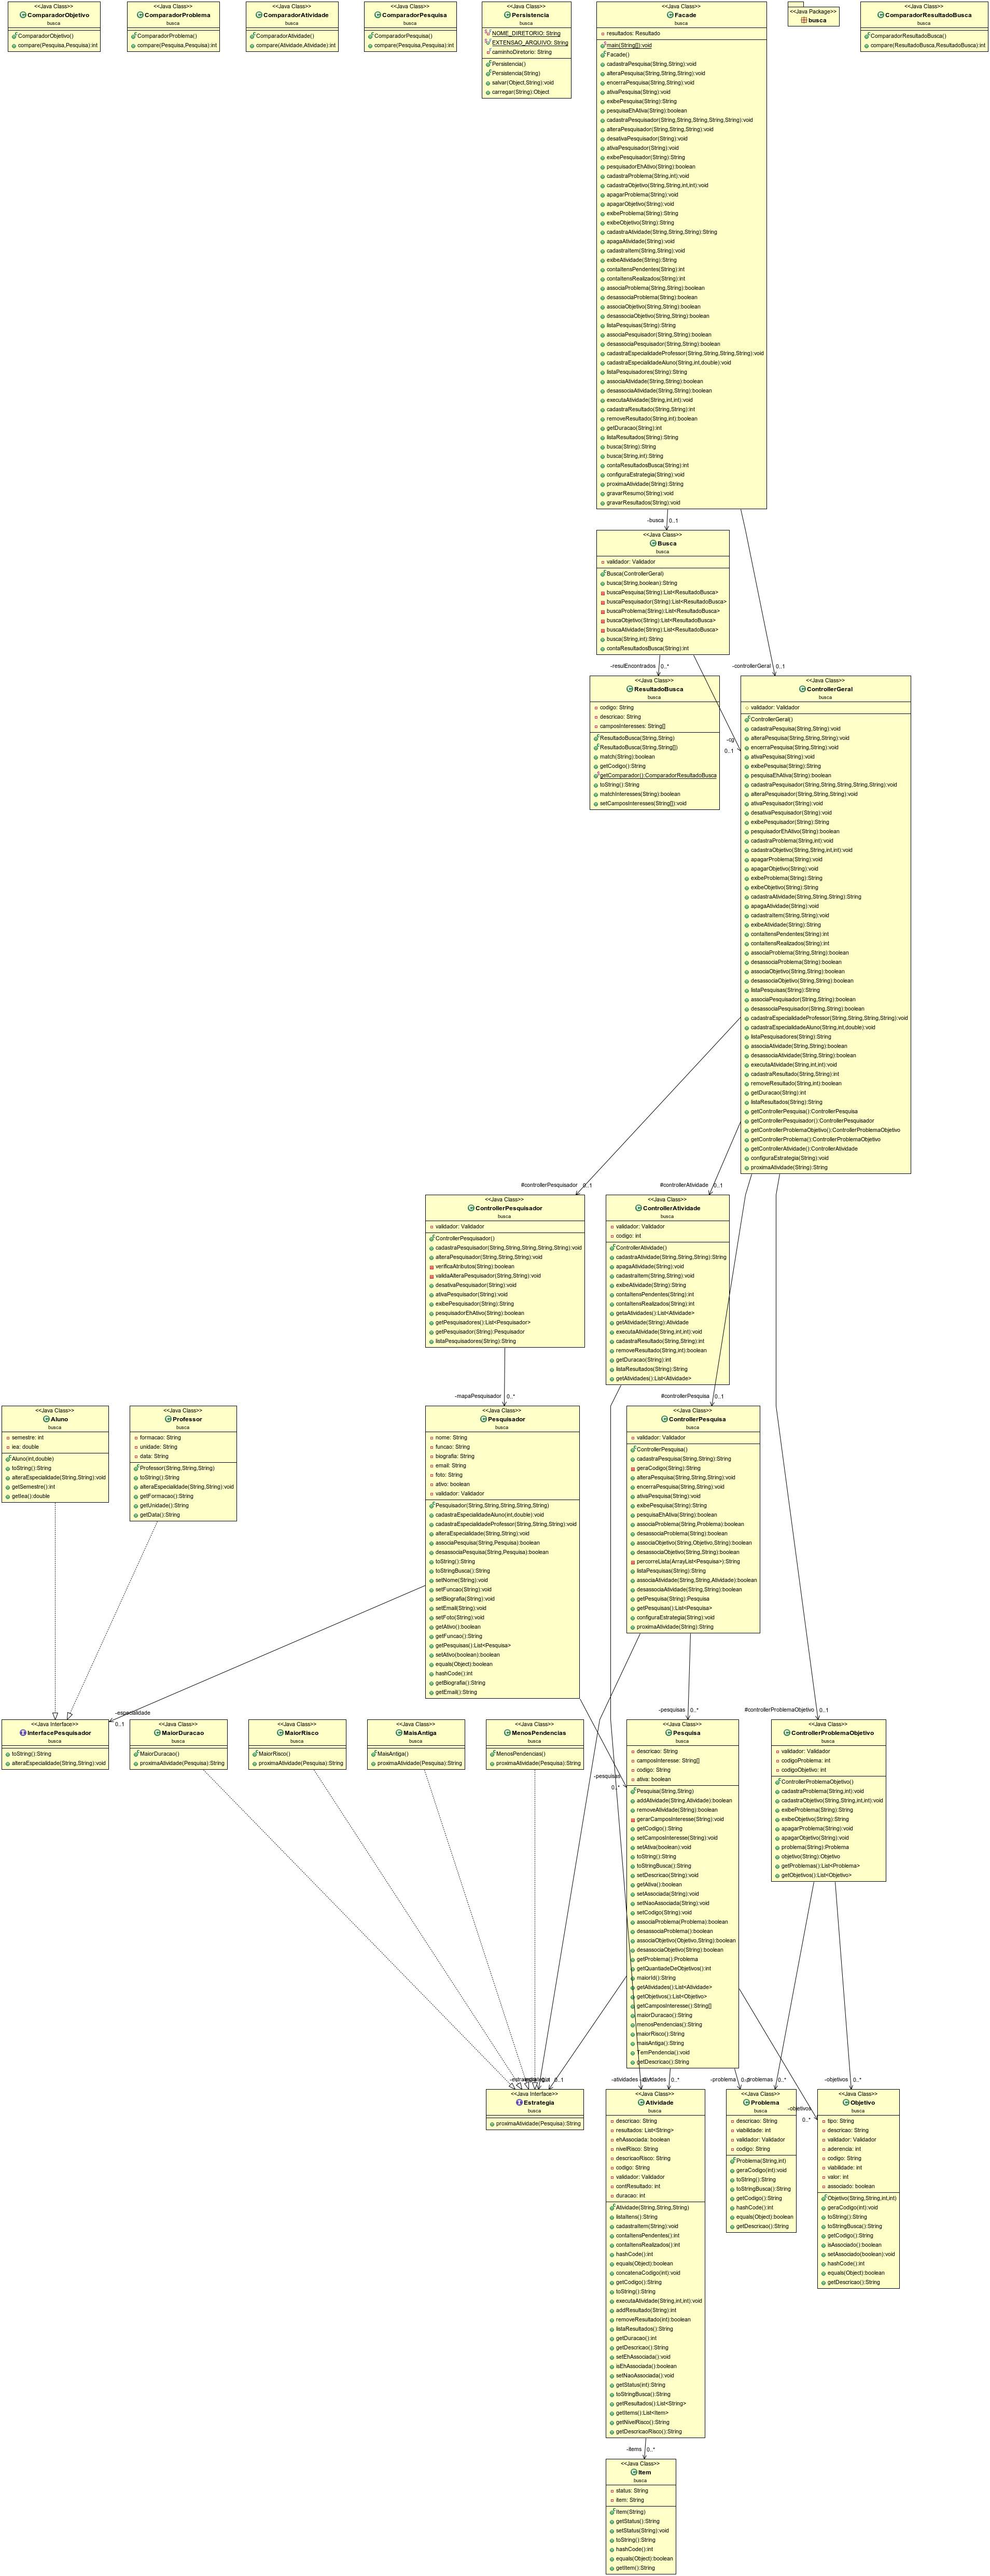 <<Java Class>>
ComparadorObjetivo
busca
ComparadorObjetivo()
compare(Pesquisa,Pesquisa):int
<<Java Class>>
ComparadorProblema
busca
ComparadorProblema()
compare(Pesquisa,Pesquisa):int
<<Java Class>>
ComparadorAtividade
busca
ComparadorAtividade()
compare(Atividade,Atividade):int
<<Java Class>>
ComparadorPesquisa
busca
ComparadorPesquisa()
compare(Pesquisa,Pesquisa):int
<<Java Class>>
Persistencia
busca
NOME_DIRETORIO: String
EXTENSAO_ARQUIVO: String
caminhoDiretorio: String
Persistencia()
Persistencia(String)
salvar(Object,String):void
carregar(String):Object
<<Java Class>>
Facade
busca
resultados: Resultado
main(String[]):void
Facade()
cadastraPesquisa(String,String):void
alteraPesquisa(String,String,String):void
encerraPesquisa(String,String):void
ativaPesquisa(String):void
exibePesquisa(String):String
pesquisaEhAtiva(String):boolean
cadastraPesquisador(String,String,String,String,String):void
alteraPesquisador(String,String,String):void
desativaPesquisador(String):void
ativaPesquisador(String):void
exibePesquisador(String):String
pesquisadorEhAtivo(String):boolean
cadastraProblema(String,int):void
cadastraObjetivo(String,String,int,int):void
apagarProblema(String):void
apagarObjetivo(String):void
exibeProblema(String):String
exibeObjetivo(String):String
cadastraAtividade(String,String,String):String
apagaAtividade(String):void
cadastraItem(String,String):void
exibeAtividade(String):String
contaItensPendentes(String):int
contaItensRealizados(String):int
associaProblema(String,String):boolean
desassociaProblema(String):boolean
associaObjetivo(String,String):boolean
desassociaObjetivo(String,String):boolean
listaPesquisas(String):String
associaPesquisador(String,String):boolean
desassociaPesquisador(String,String):boolean
cadastraEspecialidadeProfessor(String,String,String,String):void
cadastraEspecialidadeAluno(String,int,double):void
listaPesquisadores(String):String
associaAtividade(String,String):boolean
desassociaAtividade(String,String):boolean
executaAtividade(String,int,int):void
cadastraResultado(String,String):int
removeResultado(String,int):boolean
getDuracao(String):int
listaResultados(String):String
busca(String):String
busca(String,int):String
contaResultadosBusca(String):int
configuraEstrategia(String):void
proximaAtividade(String):String
gravarResumo(String):void
gravarResultados(String):void
<<Java Package>>
busca
<<Java Class>>
ComparadorResultadoBusca
busca
ComparadorResultadoBusca()
compare(ResultadoBusca,ResultadoBusca):int
-busca
0..1
<<Java Class>>
Busca
busca
validador: Validador
Busca(ControllerGeral)
busca(String,boolean):String
buscaPesquisa(String):List<ResultadoBusca>
buscaPesquisador(String):List<ResultadoBusca>
buscaProblema(String):List<ResultadoBusca>
buscaObjetivo(String):List<ResultadoBusca>
buscaAtividade(String):List<ResultadoBusca>
busca(String,int):String
contaResultadosBusca(String):int
-resulEncontrados
0..*
-controllerGeral
0..1
<<Java Class>>
ResultadoBusca
busca
codigo: String
descricao: String
camposInteresses: String[]
ResultadoBusca(String,String)
ResultadoBusca(String,String[])
match(String):boolean
getCodigo():String
getComparador():ComparadorResultadoBusca
toString():String
matchInteresses(String):boolean
setCamposInteresses(String[]):void
-cg
0..1
<<Java Class>>
ControllerGeral
busca
validador: Validador
ControllerGeral()
cadastraPesquisa(String,String):void
alteraPesquisa(String,String,String):void
encerraPesquisa(String,String):void
ativaPesquisa(String):void
exibePesquisa(String):String
pesquisaEhAtiva(String):boolean
cadastraPesquisador(String,String,String,String,String):void
alteraPesquisador(String,String,String):void
ativaPesquisador(String):void
desativaPesquisador(String):void
exibePesquisador(String):String
pesquisadorEhAtivo(String):boolean
cadastraProblema(String,int):void
cadastraObjetivo(String,String,int,int):void
apagarProblema(String):void
apagarObjetivo(String):void
exibeProblema(String):String
exibeObjetivo(String):String
cadastraAtividade(String,String,String):String
apagaAtividade(String):void
cadastraItem(String,String):void
exibeAtividade(String):String
contaItensPendentes(String):int
contaItensRealizados(String):int
associaProblema(String,String):boolean
desassociaProblema(String):boolean
associaObjetivo(String,String):boolean
desassociaObjetivo(String,String):boolean
listaPesquisas(String):String
associaPesquisador(String,String):boolean
desassociaPesquisador(String,String):boolean
cadastraEspecialidadeProfessor(String,String,String,String):void
cadastraEspecialidadeAluno(String,int,double):void
listaPesquisadores(String):String
associaAtividade(String,String):boolean
desassociaAtividade(String,String):boolean
executaAtividade(String,int,int):void
cadastraResultado(String,String):int
removeResultado(String,int):boolean
getDuracao(String):int
listaResultados(String):String
getControllerPesquisa():ControllerPesquisa
getControllerPesquisador():ControllerPesquisador
getControllerProblemaObjetivo():ControllerProblemaObjetivo
getControllerProblema():ControllerProblemaObjetivo
getControllerAtividade():ControllerAtividade
configuraEstrategia(String):void
proximaAtividade(String):String
#controllerPesquisador
0..1
#controllerAtividade
0..1
<<Java Class>>
ControllerPesquisador
busca
validador: Validador
ControllerPesquisador()
cadastraPesquisador(String,String,String,String,String):void
alteraPesquisador(String,String,String):void
verificaAtributos(String):boolean
validaAlteraPesquisador(String,String):void
desativaPesquisador(String):void
ativaPesquisador(String):void
exibePesquisador(String):String
pesquisadorEhAtivo(String):boolean
getPesquisadores():List<Pesquisador>
getPesquisador(String):Pesquisador
listaPesquisadores(String):String
<<Java Class>>
ControllerAtividade
busca
validador: Validador
codigo: int
ControllerAtividade()
cadastraAtividade(String,String,String):String
apagaAtividade(String):void
cadastraItem(String,String):void
exibeAtividade(String):String
contaItensPendentes(String):int
contaItensRealizados(String):int
getaAtividades():List<Atividade>
getAtividade(String):Atividade
executaAtividade(String,int,int):void
cadastraResultado(String,String):int
removeResultado(String,int):boolean
getDuracao(String):int
listaResultados(String):String
getAtividades():List<Atividade>
-mapaPesquisador
0..*
#controllerPesquisa
0..1
<<Java Class>>
Aluno
busca
semestre: int
iea: double
Aluno(int,double)
toString():String
alteraEspecialidade(String,String):void
getSemestre():int
getIea():double
<<Java Class>>
Professor
busca
formacao: String
unidade: String
data: String
Professor(String,String,String)
toString():String
alteraEspecialidade(String,String):void
getFormacao():String
getUnidade():String
getData():String
<<Java Class>>
Pesquisador
busca
nome: String
funcao: String
biografia: String
email: String
foto: String
ativo: boolean
validador: Validador
Pesquisador(String,String,String,String,String)
cadastraEspecialidadeAluno(int,double):void
cadastraEspecialidadeProfessor(String,String,String):void
alteraEspecialidade(String,String):void
associaPesquisa(String,Pesquisa):boolean
desassociaPesquisa(String,Pesquisa):boolean
toString():String
toStringBusca():String
setNome(String):void
setFuncao(String):void
setBiografia(String):void
setEmail(String):void
setFoto(String):void
getAtivo():boolean
getFuncao():String
getPesquisas():List<Pesquisa>
setAtivo(boolean):boolean
equals(Object):boolean
hashCode():int
getBiografia():String
getEmail():String
<<Java Class>>
ControllerPesquisa
busca
validador: Validador
ControllerPesquisa()
cadastraPesquisa(String,String):String
geraCodigo(String):String
alteraPesquisa(String,String,String):void
encerraPesquisa(String,String):void
ativaPesquisa(String):void
exibePesquisa(String):String
pesquisaEhAtiva(String):boolean
associaProblema(String,Problema):boolean
desassociaProblema(String):boolean
associaObjetivo(String,Objetivo,String):boolean
desassociaObjetivo(String,String):boolean
percorreLista(ArrayList<Pesquisa>):String
listaPesquisas(String):String
associaAtividade(String,String,Atividade):boolean
desassociaAtividade(String,String):boolean
getPesquisa(String):Pesquisa
getPesquisas():List<Pesquisa>
configuraEstrategia(String):void
proximaAtividade(String):String
-especialidade
0..1
-pesquisas
0..*
#controllerProblemaObjetivo
0..1
<<Java Interface>>
InterfacePesquisador
busca
toString():String
alteraEspecialidade(String,String):void
<<Java Class>>
MaiorDuracao
busca
MaiorDuracao()
proximaAtividade(Pesquisa):String
<<Java Class>>
MaiorRisco
busca
MaiorRisco()
proximaAtividade(Pesquisa):String
<<Java Class>>
MaisAntiga
busca
MaisAntiga()
proximaAtividade(Pesquisa):String
<<Java Class>>
MenosPendencias
busca
MenosPendencias()
proximaAtividade(Pesquisa):String
-pesquisas
0..*
<<Java Class>>
Pesquisa
busca
descricao: String
camposInteresse: String[]
codigo: String
ativa: boolean
Pesquisa(String,String)
addAtividade(String,Atividade):boolean
removeAtividade(String):boolean
gerarCamposInteresse(String):void
getCodigo():String
setCamposInteresse(String):void
setAtiva(boolean):void
toString():String
toStringBusca():String
setDescricao(String):void
getAtiva():boolean
setAssociada(String):void
setNaoAssociada(String):void
setCodigo(String):void
associaProblema(Problema):boolean
desassociaProblema():boolean
associaObjetivo(Objetivo,String):boolean
desassociaObjetivo(String):boolean
getProblema():Problema
getQuantiadeDeObjetivos():int
maiorId():String
getAtividades():List<Atividade>
getObjetivos():List<Objetivo>
getCamposInteresse():String[]
maiorDuracao():String
menosPendencias():String
maiorRisco():String
maisAntiga():String
TemPendencia():void
getDescricao():String
<<Java Class>>
ControllerProblemaObjetivo
busca
validador: Validador
codigoProblema: int
codigoObjetivo: int
ControllerProblemaObjetivo()
cadastraProblema(String,int):void
cadastraObjetivo(String,String,int,int):void
exibeProblema(String):String
exibeObjetivo(String):String
apagarProblema(String):void
apagarObjetivo(String):void
problema(String):Problema
objetivo(String):Objetivo
getProblemas():List<Problema>
getObjetivos():List<Objetivo>
0..1
-atividades
0..*
-problema
-problemas
0..*
-objetivos
0..*
<<Java Interface>>
Estrategia
busca
proximaAtividade(Pesquisa):String
<<Java Class>>
Atividade
busca
descricao: String
resultados: List<String>
ehAssociada: boolean
nivelRisco: String
descricaoRisco: String
codigo: String
validador: Validador
contResultado: int
duracao: int
Atividade(String,String,String)
listaItens():String
cadastraItem(String):void
contaItensPendentes():int
contaItensRealizados():int
hashCode():int
equals(Object):boolean
concatenaCodigo(int):void
getCodigo():String
toString():String
executaAtividade(String,int,int):void
addResultado(String):int
removeResultado(int):boolean
listaResultados():String
getDuracao():int
getDescricao():String
setEhAssociada():void
isEhAssociada():boolean
setNaoAssociada():void
getStatus(int):String
toStringBusca():String
getResultados():List<String>
getItems():List<Item>
getNivelRisco():String
getDescricaoRisco():String
<<Java Class>>
Problema
busca
descricao: String
viabilidade: int
validador: Validador
codigo: String
Problema(String,int)
geraCodigo(int):void
toString():String
toStringBusca():String
getCodigo():String
hashCode():int
equals(Object):boolean
getDescricao():String
-objetivos
0..*
<<Java Class>>
Objetivo
busca
tipo: String
descricao: String
validador: Validador
aderencia: int
codigo: String
viabilidade: int
valor: int
associado: boolean
Objetivo(String,String,int,int)
geraCodigo(int):void
toString():String
toStringBusca():String
getCodigo():String
isAssociado():boolean
setAssociado(boolean):void
hashCode():int
equals(Object):boolean
getDescricao():String
-items
0..*
<<Java Class>>
Item
busca
status: String
item: String
Item(String)
getStatus():String
setStatus(String):void
toString():String
hashCode():int
equals(Object):boolean
getItem():String